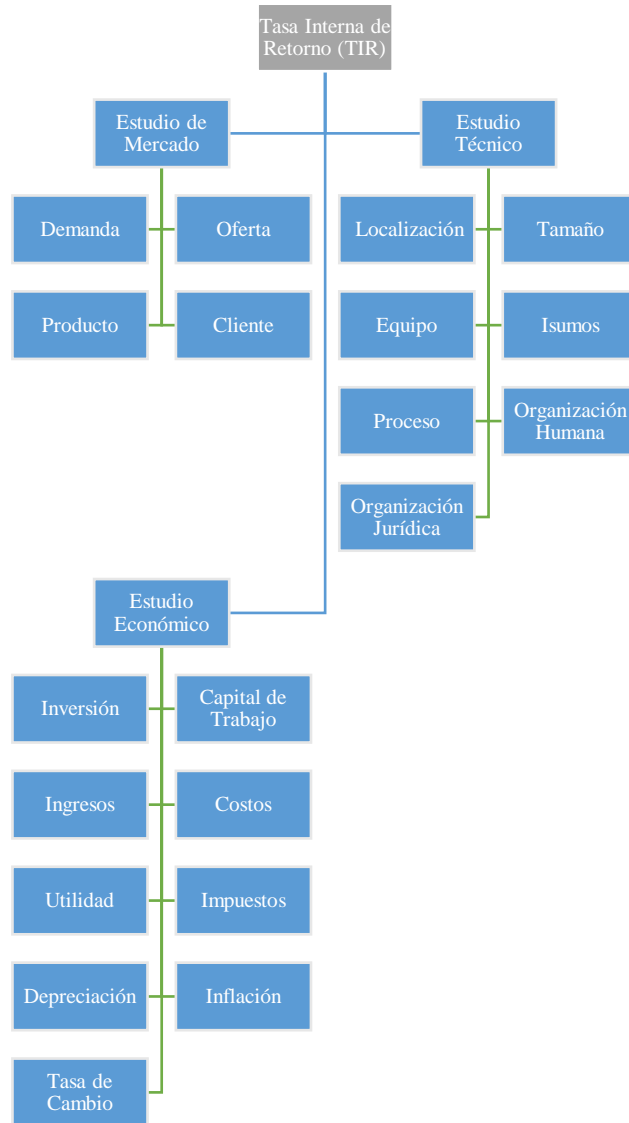 Tasa Interna de
Retorno (TIR)
Estudio de
Mercado
Estudio
Técnico
Demanda
Oferta
Producto
Cliente
Localización
Tamaño
Equipo
Isumos
Proceso
Organización
Humana
Organización
Jurídica
Estudio
Económico
Inversión
Capital de
Trabajo
Ingresos
Costos
Utilidad
Impuestos
Depreciación
Inflación
Tasa de
Cambio